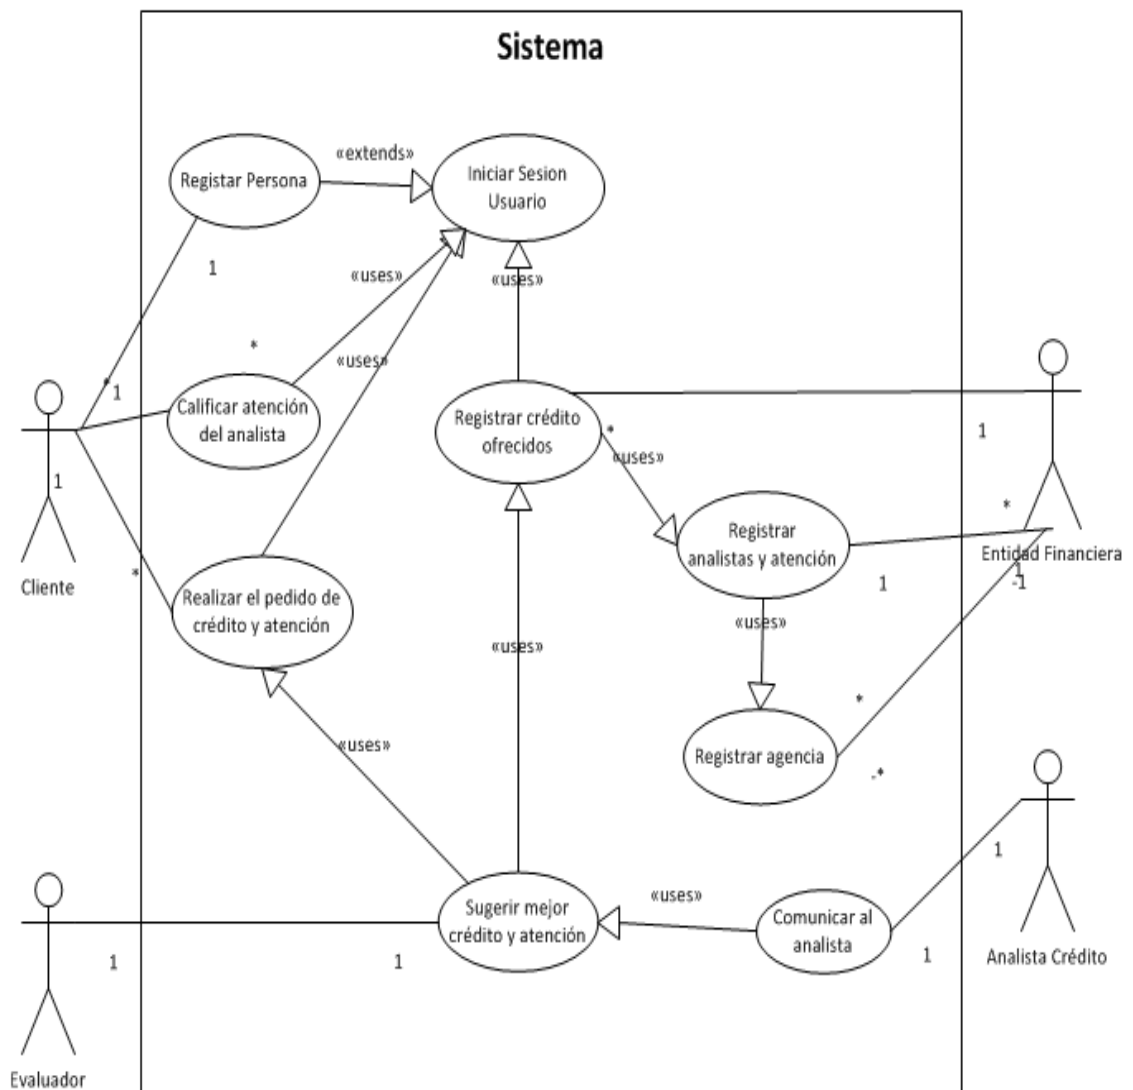 Sistema
«extends»
Registar Persona
Iniciar Sesion
Usuario
1
«uses»
«uses»
*
«uses»
*
1
Calificar atención
del analista
Registrar crédito
ofrecidos
*
1
«uses»
1
*
Registrar
analistas y atención
Entidad Financiera
*
1
1
-1
Cliente
Realizar el pedido de
crédito y atención
«uses»
«uses»
*
«uses»
Registrar agencia
-*
1
«uses»
Sugerir mejor
crédito y atención
Comunicar al
analista
1
1
1
Analista Crédito
Evaluador